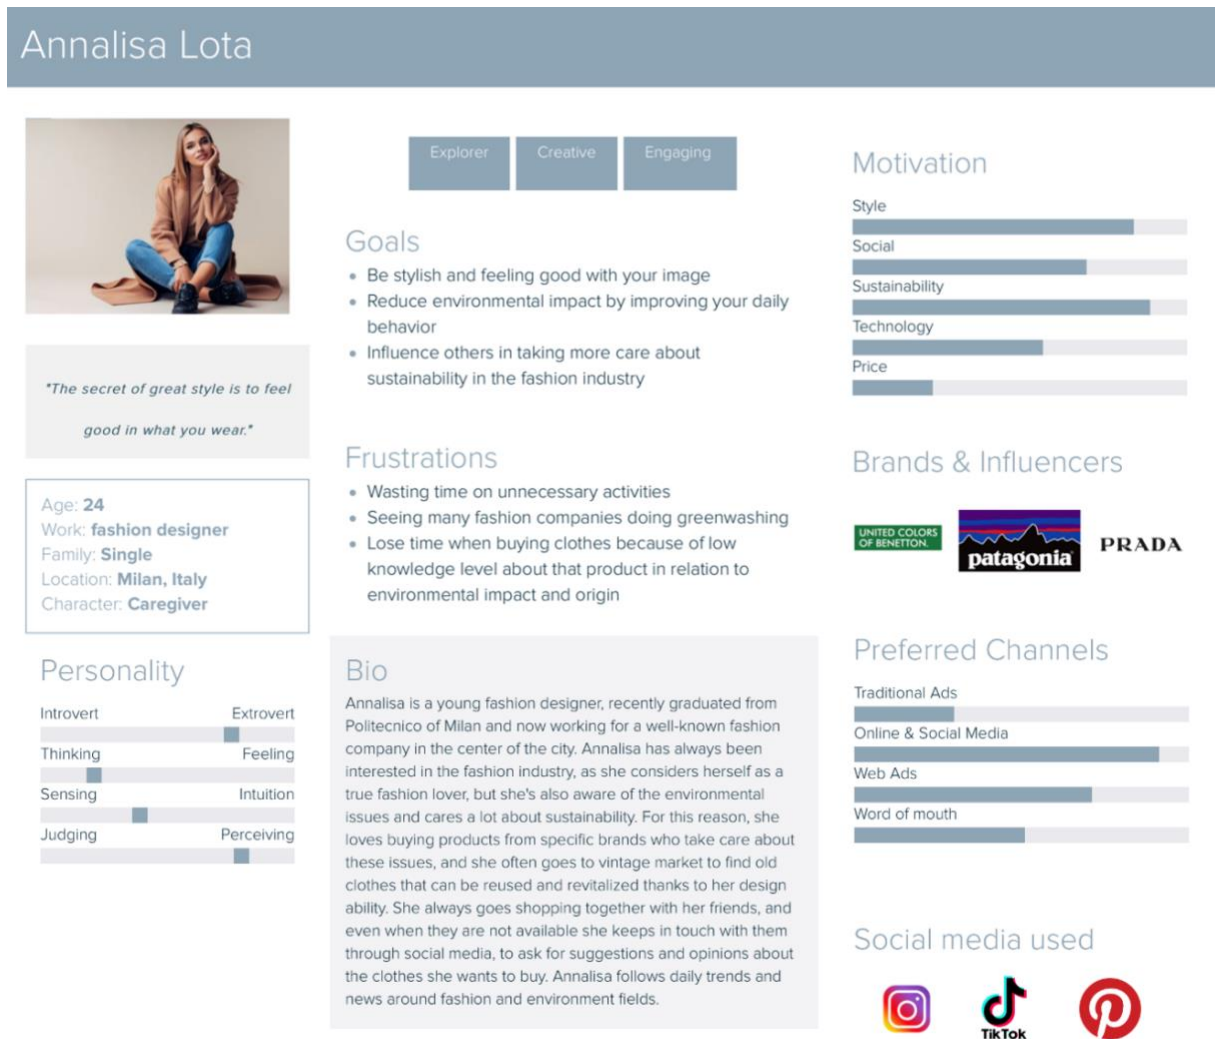 Annalisa Lota
"The secret of great style is to feel
good in what you wear."
Age: 24
Work: fashion designer
Family: Single
Location: Milan, Italy
Character: Caregiver
Personality
Introvert Extrovert
Thinking Feeling
Sensing Intuition
Judging Perceiving
Explorer Creative Engaging
Goals
Be stylish and feeling good with your image
Reduce environmental impact by improving your daily
behavior
Influence others in taking more care about
sustainability in the fashion industry
Frustrations
Wasting time on unnecessary activities
Seeing many fashion companies doing greenwashing
Lose time when buying clothes because of low
knowledge level about that product in relation to
environmental impact and origin
Bio
Annalisa is a young fashion designer, recently graduated from
Politecnico of Milan and now working for a well-known fashion
company in the center of the city. Annalisa has always been
interested in the fashion industry, as she considers herself as a
true fashion lover, but she's also aware of the environmental
issues and cares a lot about sustainability. For this reason, she
loves buying products from specific brands who take care about
these issues, and she often goes to vintage market to find old
clothes that can be reused and revitalized thanks to her design
ability. She always goes shopping together with her friends, and
even when they are not available she keeps in touch with them
through social media, to ask for suggestions and opinions about
the clothes she wants to buy. Annalisa follows daily trends and
news around fashion and environment fields.
Motivation
Style
Social
Sustainability
Technology
Price
Brands & Influencers
UNITED COLORS
OF BENETTON.
patagonia
PRADA
Preferred Channels
Traditional Ads
Online & Social Media
Web Ads
Word of mouth
Social media used
TikTok